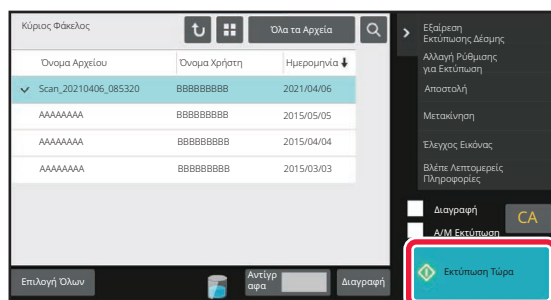 Κύριος Φάκελος
Όλα τα Αρχεία
Όνομα Αρχείου Όνομα Χρήστη Ημερομηνία
Scan_20210406_085320 BBBBBBBBB 2021/04/06
AAAAAAAA BBBBBBBBB 2015/05/05
AAAAAAAA BBBBBBBBB 2015/04/04
AAAAAAAA BBBBBBBBB 2015/03/03
Επιλογή Όλων
Αντίγρ
αφα
Διαγραφή
Εξαίρεση
Εκτύπωσης Δέσμης
Αλλαγή Ρύθμισης
για Εκτύπωση
Αποστολή
Μετακίνηση
Έλεγχος Εικόνας
Βλέπε Λεπτομερείς
Πληροφορίες
Διαγραφή
Α/Μ Εκτύπωση
CA
Εκτύπωση Τώρα